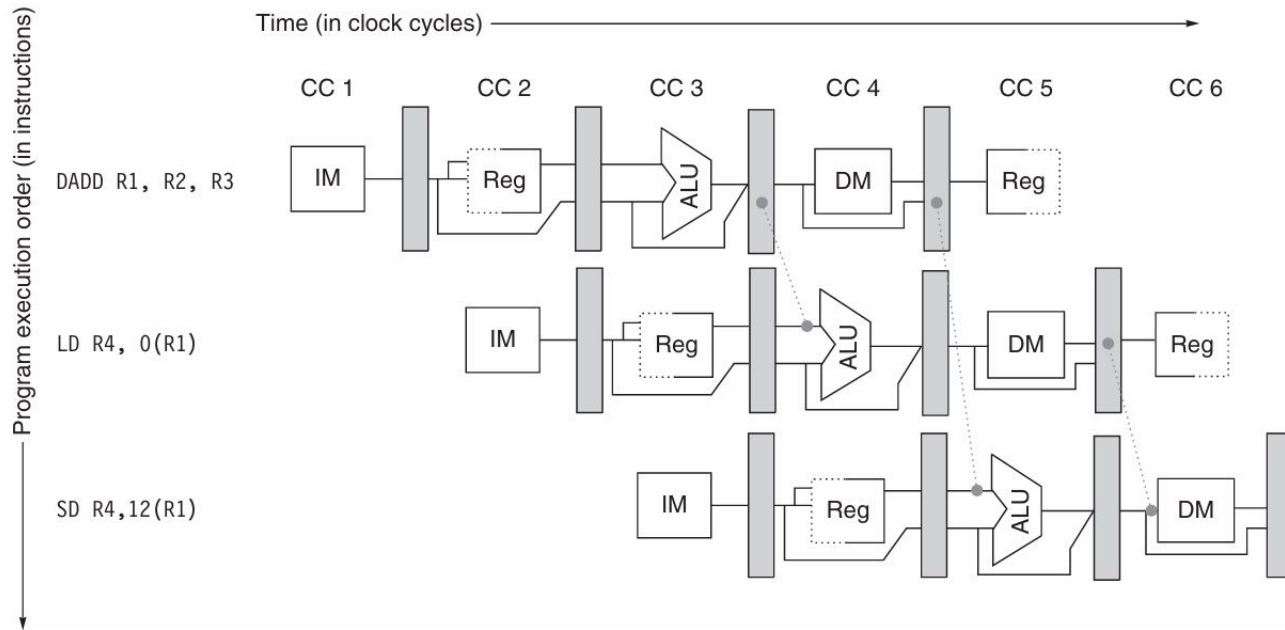 Time (in clock cycles)
Program execution order (in instructions)
CC 1 CC 2 CC 3 CC 4 CC 5 CC 6
DADD R1, R2, R3 IM Reg ALU DM Reg
LD R4, 0(R1) IM Reg ALU DM Reg
SD R4,12(R1) IM Reg ALU DM